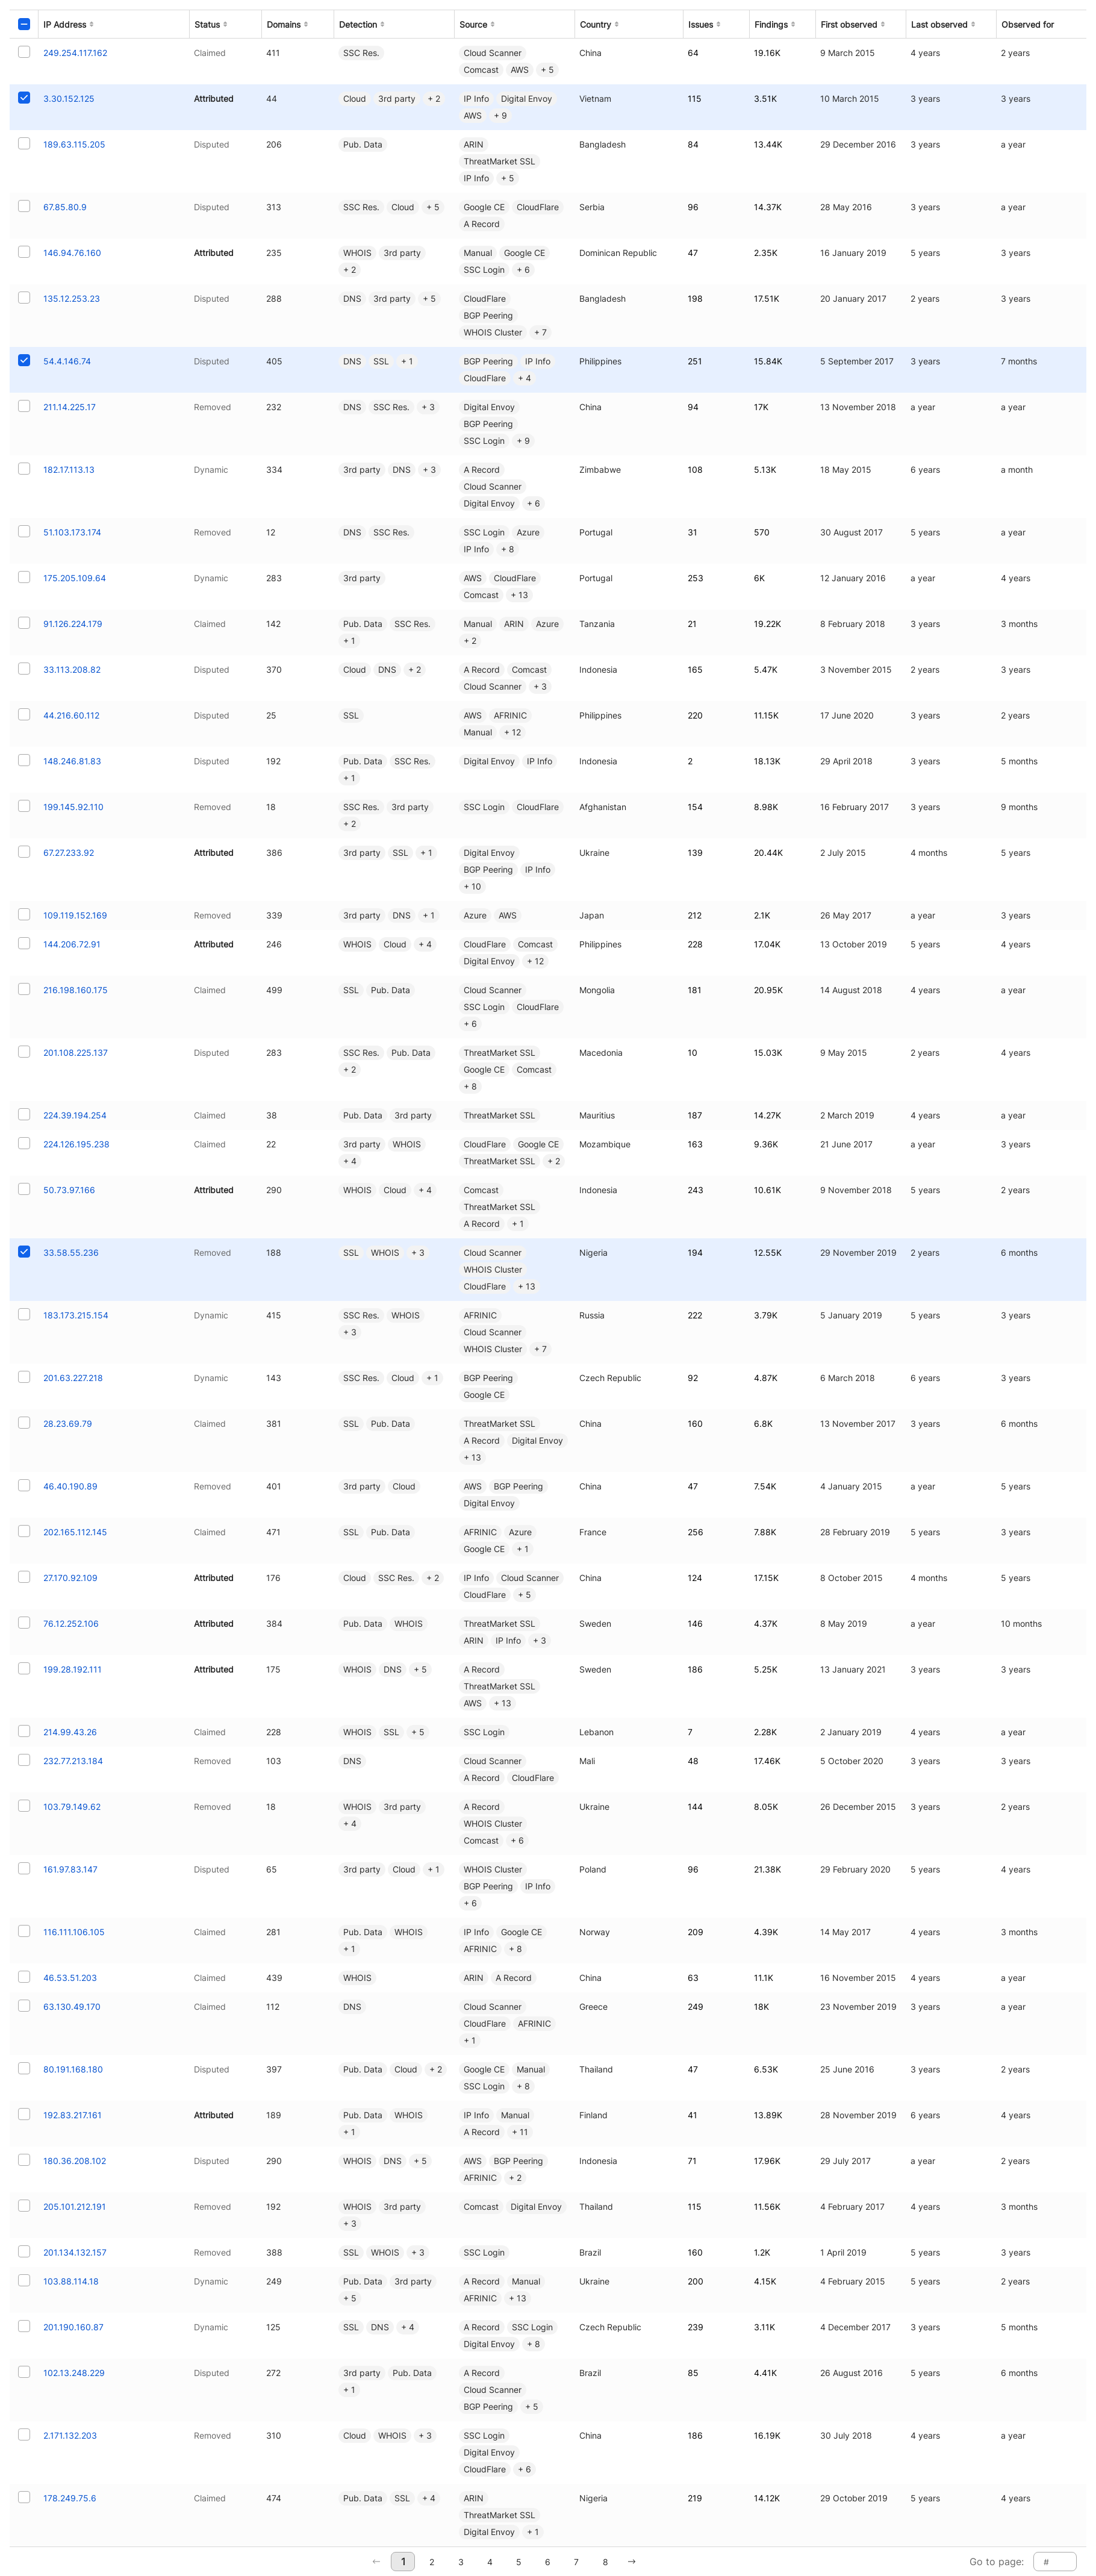 IP Address Status Domains Detection Source Country Issues Findings First observed Last observed Observed for
249.254.117.162 Claimed 411 SSC Res. Cloud Scanner China 64 19.16K 9 March 2015 4 years 2 years
Comcast AWS + 5
3.30.152.125 Attributed 44 Cloud 3rd party + 2 IP Info Digital Envoy Vietnam 115 3.51K 10 March 2015 3 years 3 years
AWS + 9
189.63.115.205 Disputed 206 Pub. Data ARIN Bangladesh 84 13.44K 29 December 2016 3 years a year
ThreatMarket SSL
IP Info + 5
67.85.80.9 Disputed 313 SSC Res. Cloud + 5 Google CE CloudFlare Serbia 96 14.37K 28 May 2016 3 years a year
A Record
146.94.76.160 Attributed 235 WHOIS 3rd party Manual Google CE Dominican Republic 47 2.35K 16 January 2019 5 years 3 years
+ 2 SSC Login + 6
135.12.253.23 Disputed 288 DNS 3rd party + 5 CloudFlare Bangladesh 198 17.51K 20 January 2017 2 years 3 years
BGP Peering
WHOIS Cluster + 7
54.4.146.74 Disputed 405 DNS SSL + 1 BGP Peering IP Info Philippines 251 15.84K 5 September 2017 3 years 7 months
CloudFlare + 4
211.14.225.17 Removed 232 DNS SSC Res. + 3 Digital Envoy China 94 17K 13 November 2018 a year a year
BGP Peering
SSC Login + 9
182.17.113.13 Dynamic 334 3rd party DNS + 3 A Record Zimbabwe 108 5.13K 18 May 2015 6 years a month
Cloud Scanner
Digital Envoy + 6
51.103.173.174 Removed 12 DNS SSC Res. SSC Login Azure Portugal 31 570 30 August 2017 5 years a year
IP Info + 8
175.205.109.64 Dynamic 283 3rd party AWS CloudFlare Portugal 253 6K 12 January 2016 a year 4 years
Comcast + 13
91.126.224.179 Claimed 142 Pub. Data SSC Res. Manual ARIN Azure Tanzania 21 19.22K 8 February 2018 3 years 3 months
+ 1 + 2
33.113.208.82 Disputed 370 Cloud DNS + 2 A Record Comcast Indonesia 165 5.47K 3 November 2015 2 years 3 years
Cloud Scanner + 3
44.216.60.112 Disputed 25 SSL AWS AFRINIC Philippines 220 11.15K 17 June 2020 3 years 2 years
Manual + 12
148.246.81.83 Disputed 192 Pub. Data SSC Res. Digital Envoy IP Info Indonesia 2 18.13K 29 April 2018 3 years 5 months
+ 1
199.145.92.110 Removed 18 SSC Res. 3rd party SSC Login CloudFlare Afghanistan 154 8.98K 16 February 2017 3 years 9 months
+ 2
67.27.233.92 Attributed 386 3rd party SSL + 1 Digital Envoy Ukraine 139 20.44K 2 July 2015 4 months 5 years
BGP Peering IP Info
+ 10
109.119.152.169 Removed 339 3rd party DNS + 1 Azure AWS Japan 212 2.1K 26 May 2017 a year 3 years
144.206.72.91 Attributed 246 WHOIS Cloud + 4 CloudFlare Comcast Philippines 228 17.04K 13 October 2019 5 years 4 years
Digital Envoy + 12
216.198.160.175 Claimed 499 SSL Pub. Data Cloud Scanner Mongolia 181 20.95K 14 August 2018 4 years a year
SSC Login CloudFlare
+ 6
201.108.225.137 Disputed 283 SSC Res. Pub. Data ThreatMarket SSL Macedonia 10 15.03K 9 May 2015 2 years 4 years
+ 2 Google CE Comcast
+ 8
224.39.194.254 Claimed 38 Pub. Data 3rd party ThreatMarket SSL Mauritius 187 14.27K 2 March 2019 4 years a year
224.126.195.238 Claimed 22 3rd party WHOIS CloudFlare Google CE Mozambique 163 9.36K 21 June 2017 a year 3 years
+ 4 ThreatMarket SSL + 2
50.73.97.166 Attributed 290 WHOIS Cloud + 4 Comcast Indonesia 243 10.61K 9 November 2018 5 years 2 years
ThreatMarket SSL
A Record + 1
33.58.55.236 Removed 188 SSL WHOIS + 3 Cloud Scanner Nigeria 194 12.55K 29 November 2019 2 years 6 months
WHOIS Cluster
CloudFlare + 13
183.173.215.154 Dynamic 415 SSC Res. WHOIS AFRINIC Russia 222 3.79K 5 January 2019 5 years 3 years
+ 3 Cloud Scanner
WHOIS Cluster + 7
201.63.227.218 Dynamic 143 SSC Res. Cloud + 1 BGP Peering Czech Republic 92 4.87K 6 March 2018 6 years 3 years
Google CE
28.23.69.79 Claimed 381 SSL Pub. Data ThreatMarket SSL China 160 6.8K 13 November 2017 3 years 6 months
A Record Digital Envoy
+ 13
46.40.190.89 Removed 401 3rd party Cloud AWS BGP Peering China 47 7.54K 4 January 2015 a year 5 years
Digital Envoy
202.165.112.145 Claimed 471 SSL Pub. Data AFRINIC Azure France 256 7.88K 28 February 2019 5 years 3 years
Google CE + 1
27.170.92.109 Attributed 176 Cloud SSC Res. + 2 IP Info Cloud Scanner China 124 17.15K 8 October 2015 4 months 5 years
CloudFlare + 5
76.12.252.106 Attributed 384 Pub. Data WHOIS ThreatMarket SSL Sweden 146 4.37K 8 May 2019 a year 10 months
ARIN IP Info + 3
199.28.192.111 Attributed 175 WHOIS DNS + 5 A Record Sweden 186 5.25K 13 January 2021 3 years 3 years
ThreatMarket SSL
AWS + 13
214.99.43.26 Claimed 228 WHOIS SSL + 5 SSC Login Lebanon 7 2.28K 2 January 2019 4 years a year
232.77.213.184 Removed 103 DNS Cloud Scanner Mali 48 17.46K 5 October 2020 3 years 3 years
A Record CloudFlare
103.79.149.62 Removed 18 WHOIS 3rd party A Record Ukraine 144 8.05K 26 December 2015 3 years 2 years
+ 4 WHOIS Cluster
Comcast + 6
161.97.83.147 Disputed 65 3rd party Cloud + 1 WHOIS Cluster Poland 96 21.38K 29 February 2020 5 years 4 years
BGP Peering IP Info
+ 6
116.111.106.105 Claimed 281 Pub. Data WHOIS IP Info Google CE Norway 209 4.39K 14 May 2017 4 years 3 months
+ 1 AFRINIC + 8
46.53.51.203 Claimed 439 WHOIS ARIN A Record China 63 11.1K 16 November 2015 4 years a year
63.130.49.170 Claimed 112 DNS Cloud Scanner Greece 249 18K 23 November 2019 3 years a year
CloudFlare AFRINIC
+ 1
80.191.168.180 Disputed 397 Pub. Data Cloud + 2 Google CE Manual Thailand 47 6.53K 25 June 2016 3 years 2 years
SSC Login + 8
192.83.217.161 Attributed 189 Pub. Data WHOIS IP Info Manual Finland 41 13.89K 28 November 2019 6 years 4 years
+ 1 A Record + 11
180.36.208.102 Disputed 290 WHOIS DNS + 5 AWS BGP Peering Indonesia 71 17.96K 29 July 2017 a year 2 years
AFRINIC + 2
205.101.212.191 Removed 192 WHOIS 3rd party Comcast Digital Envoy Thailand 115 11.56K 4 February 2017 4 years 3 months
+ 3
201.134.132.157 Removed 388 SSL WHOIS + 3 SSC Login Brazil 160 1.2K 1 April 2019 5 years 3 years
103.88.114.18 Dynamic 249 Pub. Data 3rd party A Record Manual Ukraine 200 4.15K 4 February 2015 5 years 2 years
+ 5 AFRINIC + 13
201.190.160.87 Dynamic 125 SSL DNS + 4 A Record SSC Login Czech Republic 239 3.11K 4 December 2017 3 years 5 months
Digital Envoy + 8
102.13.248.229 Disputed 272 3rd party Pub. Data A Record Brazil 85 4.41K 26 August 2016 5 years 6 months
+ 1 Cloud Scanner
BGP Peering + 5
2.171.132.203 Removed 310 Cloud WHOIS + 3 SSC Login China 186 16.19K 30 July 2018 4 years a year
Digital Envoy
CloudFlare + 6
178.249.75.6 Claimed 474 Pub. Data SSL + 4 ARIN Nigeria 219 14.12K 29 October 2019 5 years 4 years
ThreatMarket SSL
Digital Envoy + 1
← 1 2 3 4 5 6 7 8 → Go to page: #